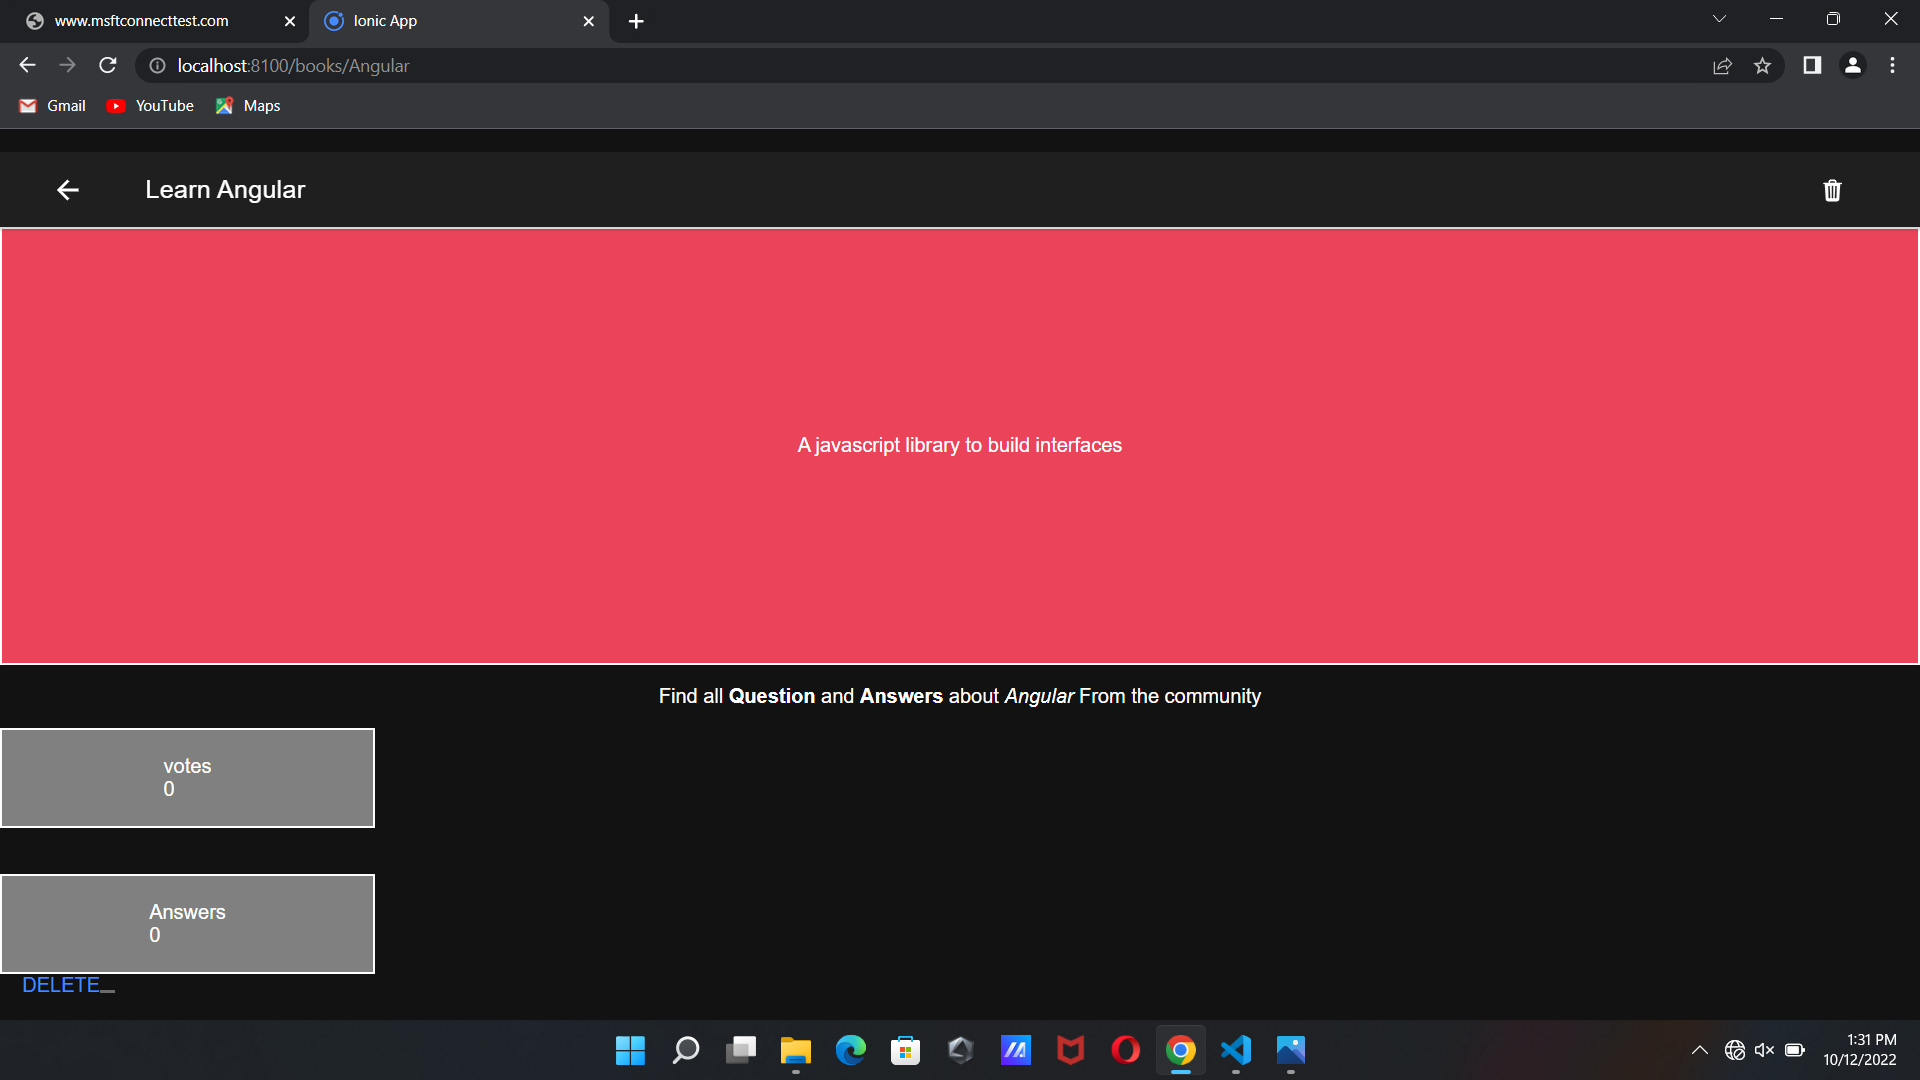 www.msftconnecttest.com
Ionic App
localhost:8100/books/Angular
Gmail
YouTube
Maps
Learn Angular
A javascript library to build interfaces
Find all Question and Answers about Angular From the community
votes
0
Answers
0
DELETE
1:31 PM
10/12/2022